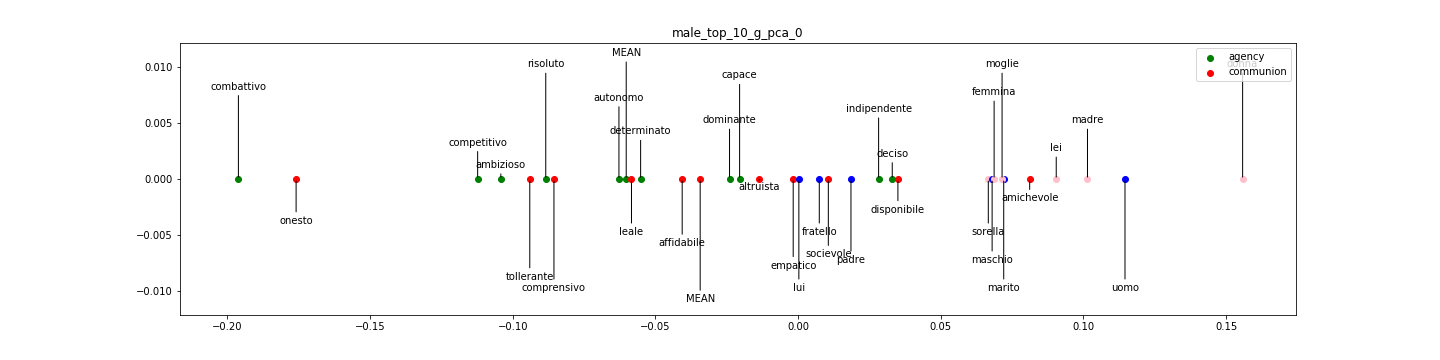 male_top_10_g_pca_0
agency
communion
MEAN
risoluto
moglie
capace
combattivo
femmina
autonomo
indipendente
dominante
madre
determinato
competitivo
lei
deciso
ambizioso
altruista
amichevole
disponibile
onesto
leale
fratello
sorella
affidabile
socievole
padre
maschio
empatico
tollerante
comprensivo
lui
marito
uomo
MEAN
0.010
0.005
0.000
−0.005
−0.010
−0.20
−0.15
−0.10
−0.05
0.00
0.05
0.10
0.15